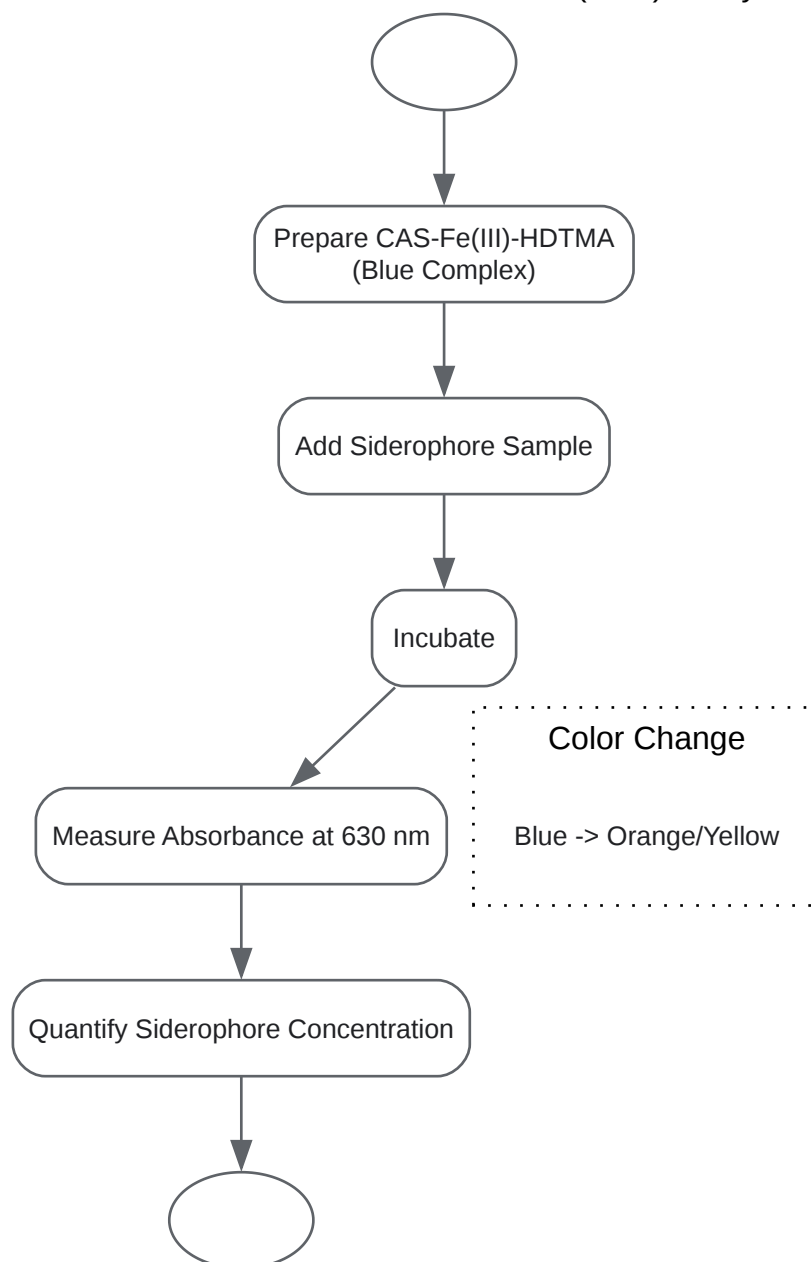 Prepare CAS-Fe(III)-HDTMA
(Blue Complex)
Add Siderophore Sample
Incubate
Color Change
Measure Absorbance at 630 nm
Blue -> Orange/Yellow
Quantify Siderophore Concentration